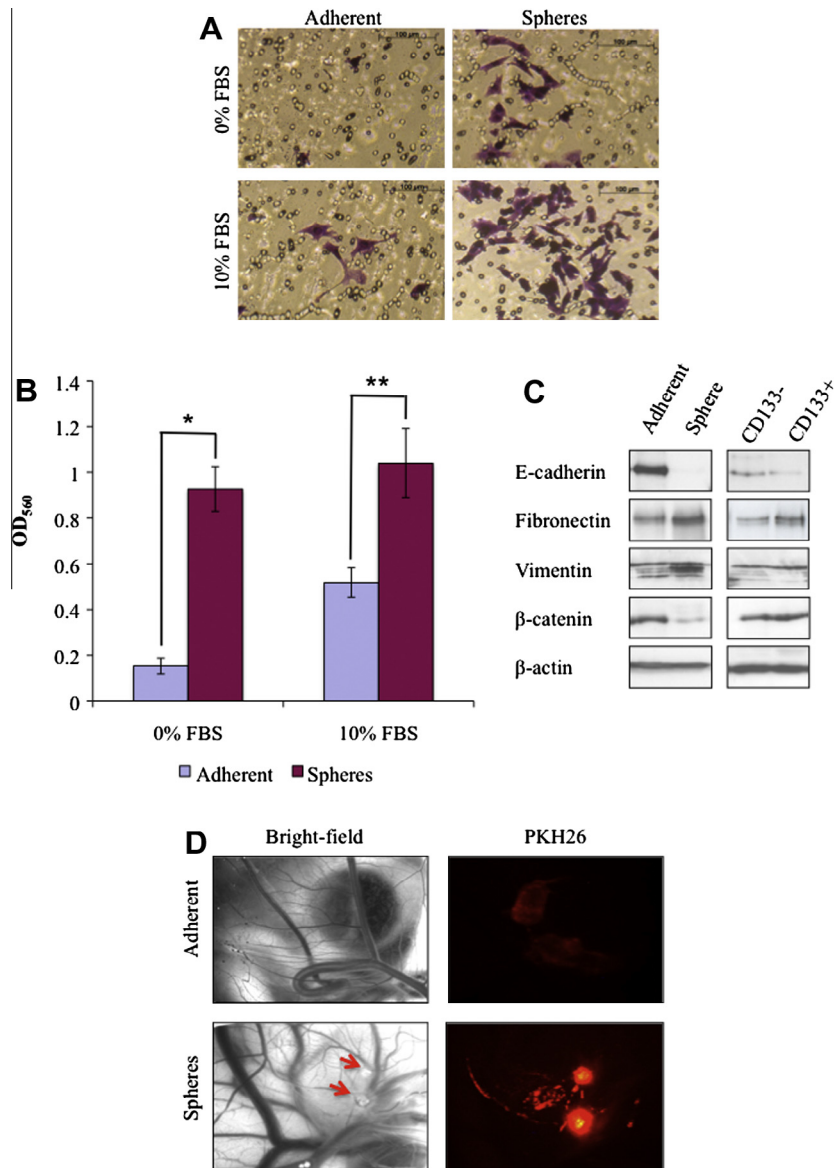 A
Adherent
Spheres
0% FBS
100 µm
100 µm
10% FBS
100 µm
100 µm
B
1.4
1.2
1
0.8
0.6
0.4
0.2
0
OD560
*
**
0% FBS
10% FBS
Adherent
Spheres
C
Adherent
Sphere
CD133-
CD133+
E-cadherin
Fibronectin
Vimentin
β-catenin
β-actin
D
Bright-field
PKH26
Adherent
Spheres